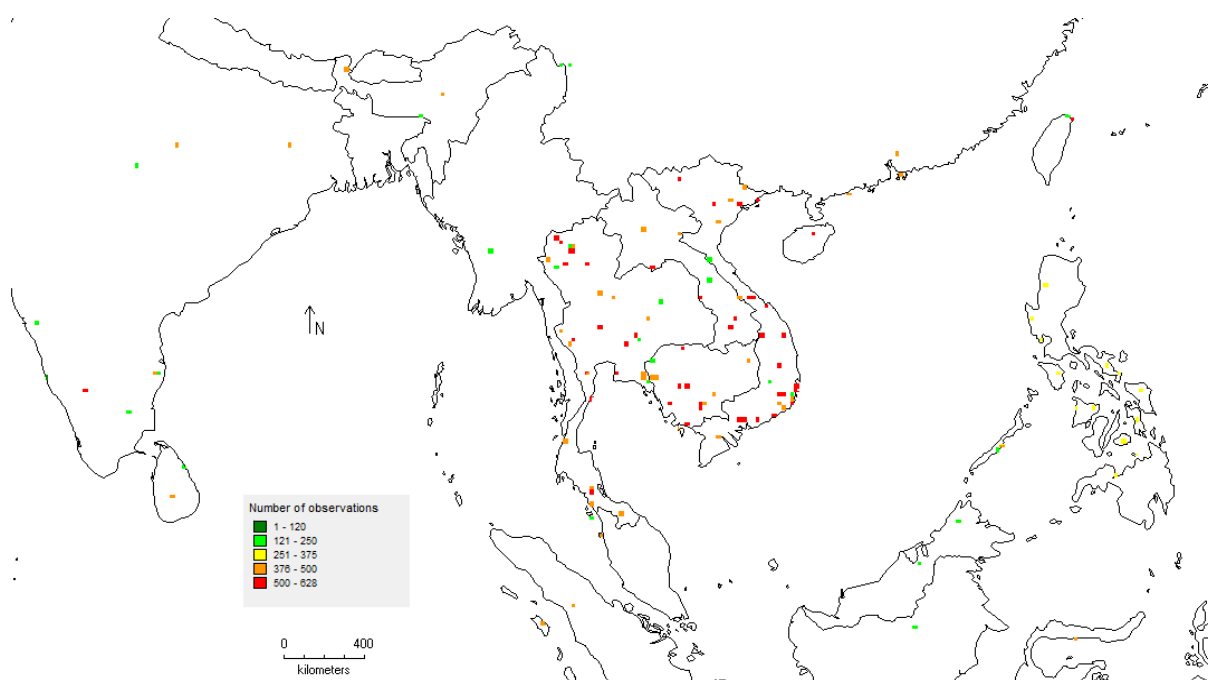 N
Number of observations
1 - 120
121 - 250
251 - 375
376 - 500
500 - 628
0 400
kilometers